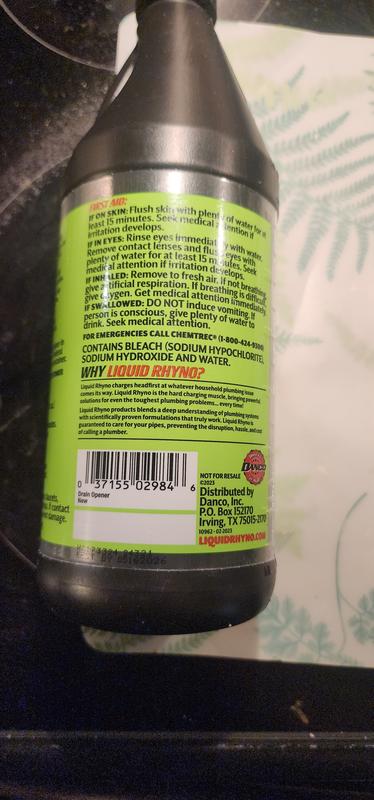 FIRST AID:
IF ON SKIN: Flush skin with plenty of water for at
least 15 minutes. Seek medical attention if
irritation develops.
IF IN EYES: Rinse eyes immediately with water.
Remove contact lenses and flush eyes with
plenty of water for at least 15 minutes. Seek
medical attention if irritation develops.
IF INHALED: Remove to fresh air. If not breathing,
give artificial respiration. If breathing is difficult,
give oxygen. Get medical attention immediately.
IF SWALLOWED: DO NOT induce vomiting. If
person is conscious, give plenty of water to
drink. Seek medical attention.
FOR EMERGENCIES CALL CHEMTREC® (1-800-424-9300)
CONTAINS BLEACH (SODIUM HYPOCHLORITE),
SODIUM HYDROXIDE AND WATER.
WHY LIQUID RHYNO?
Liquid Rhyno charges headfirst at whatever household plumbing issue
comes its way. Liquid Rhyno is the hard charging muscle, bringing powerful
solutions for even the toughest plumbing problems... every time!
Liquid Rhyno products blends a deep understanding of plumbing systems
with scientifically proven formulations that truly work. Liquid Rhyno is
guaranteed to care for your pipes, preventing the disruption, hassle, and cost
of calling a plumber.
0 37155 02984 6
Drain Opener
New
DANCO
NOT FOR RESALE
©2023
Distributed by
Danco, Inc.
P.O. Box 152170
Irving, TX 75015-2170
10962 - 02-2023
LIQUIDRHYNO.COM
contact
damage.